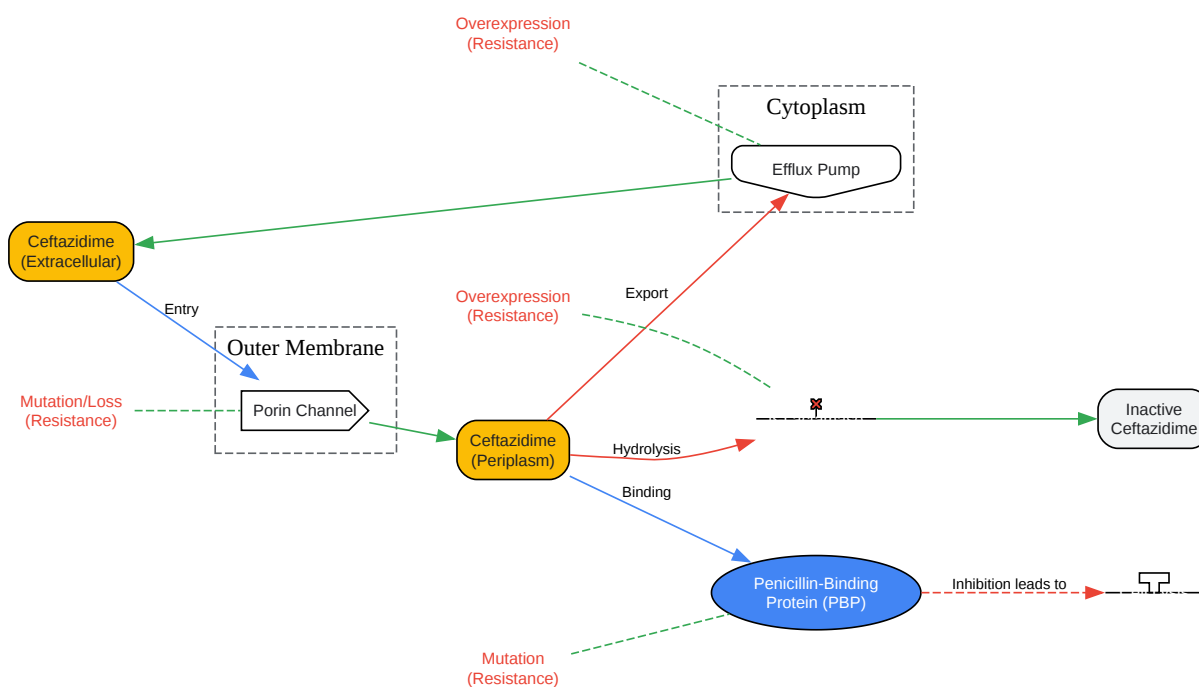 Overexpression
(Resistance)
Cytoplasm
Efflux Pump
Ceftazidime
(Extracellular)
Entry
Export
Overexpression
(Resistance)
Outer Membrane
Mutation/Loss
(Resistance)
Porin Channel
Ceftazidime
(Periplasm)
Hydrolysis
Inactive
Ceftazidime
Binding
Penicillin-Binding
Protein (PBP)
Inhibition leads to
Mutation
(Resistance)